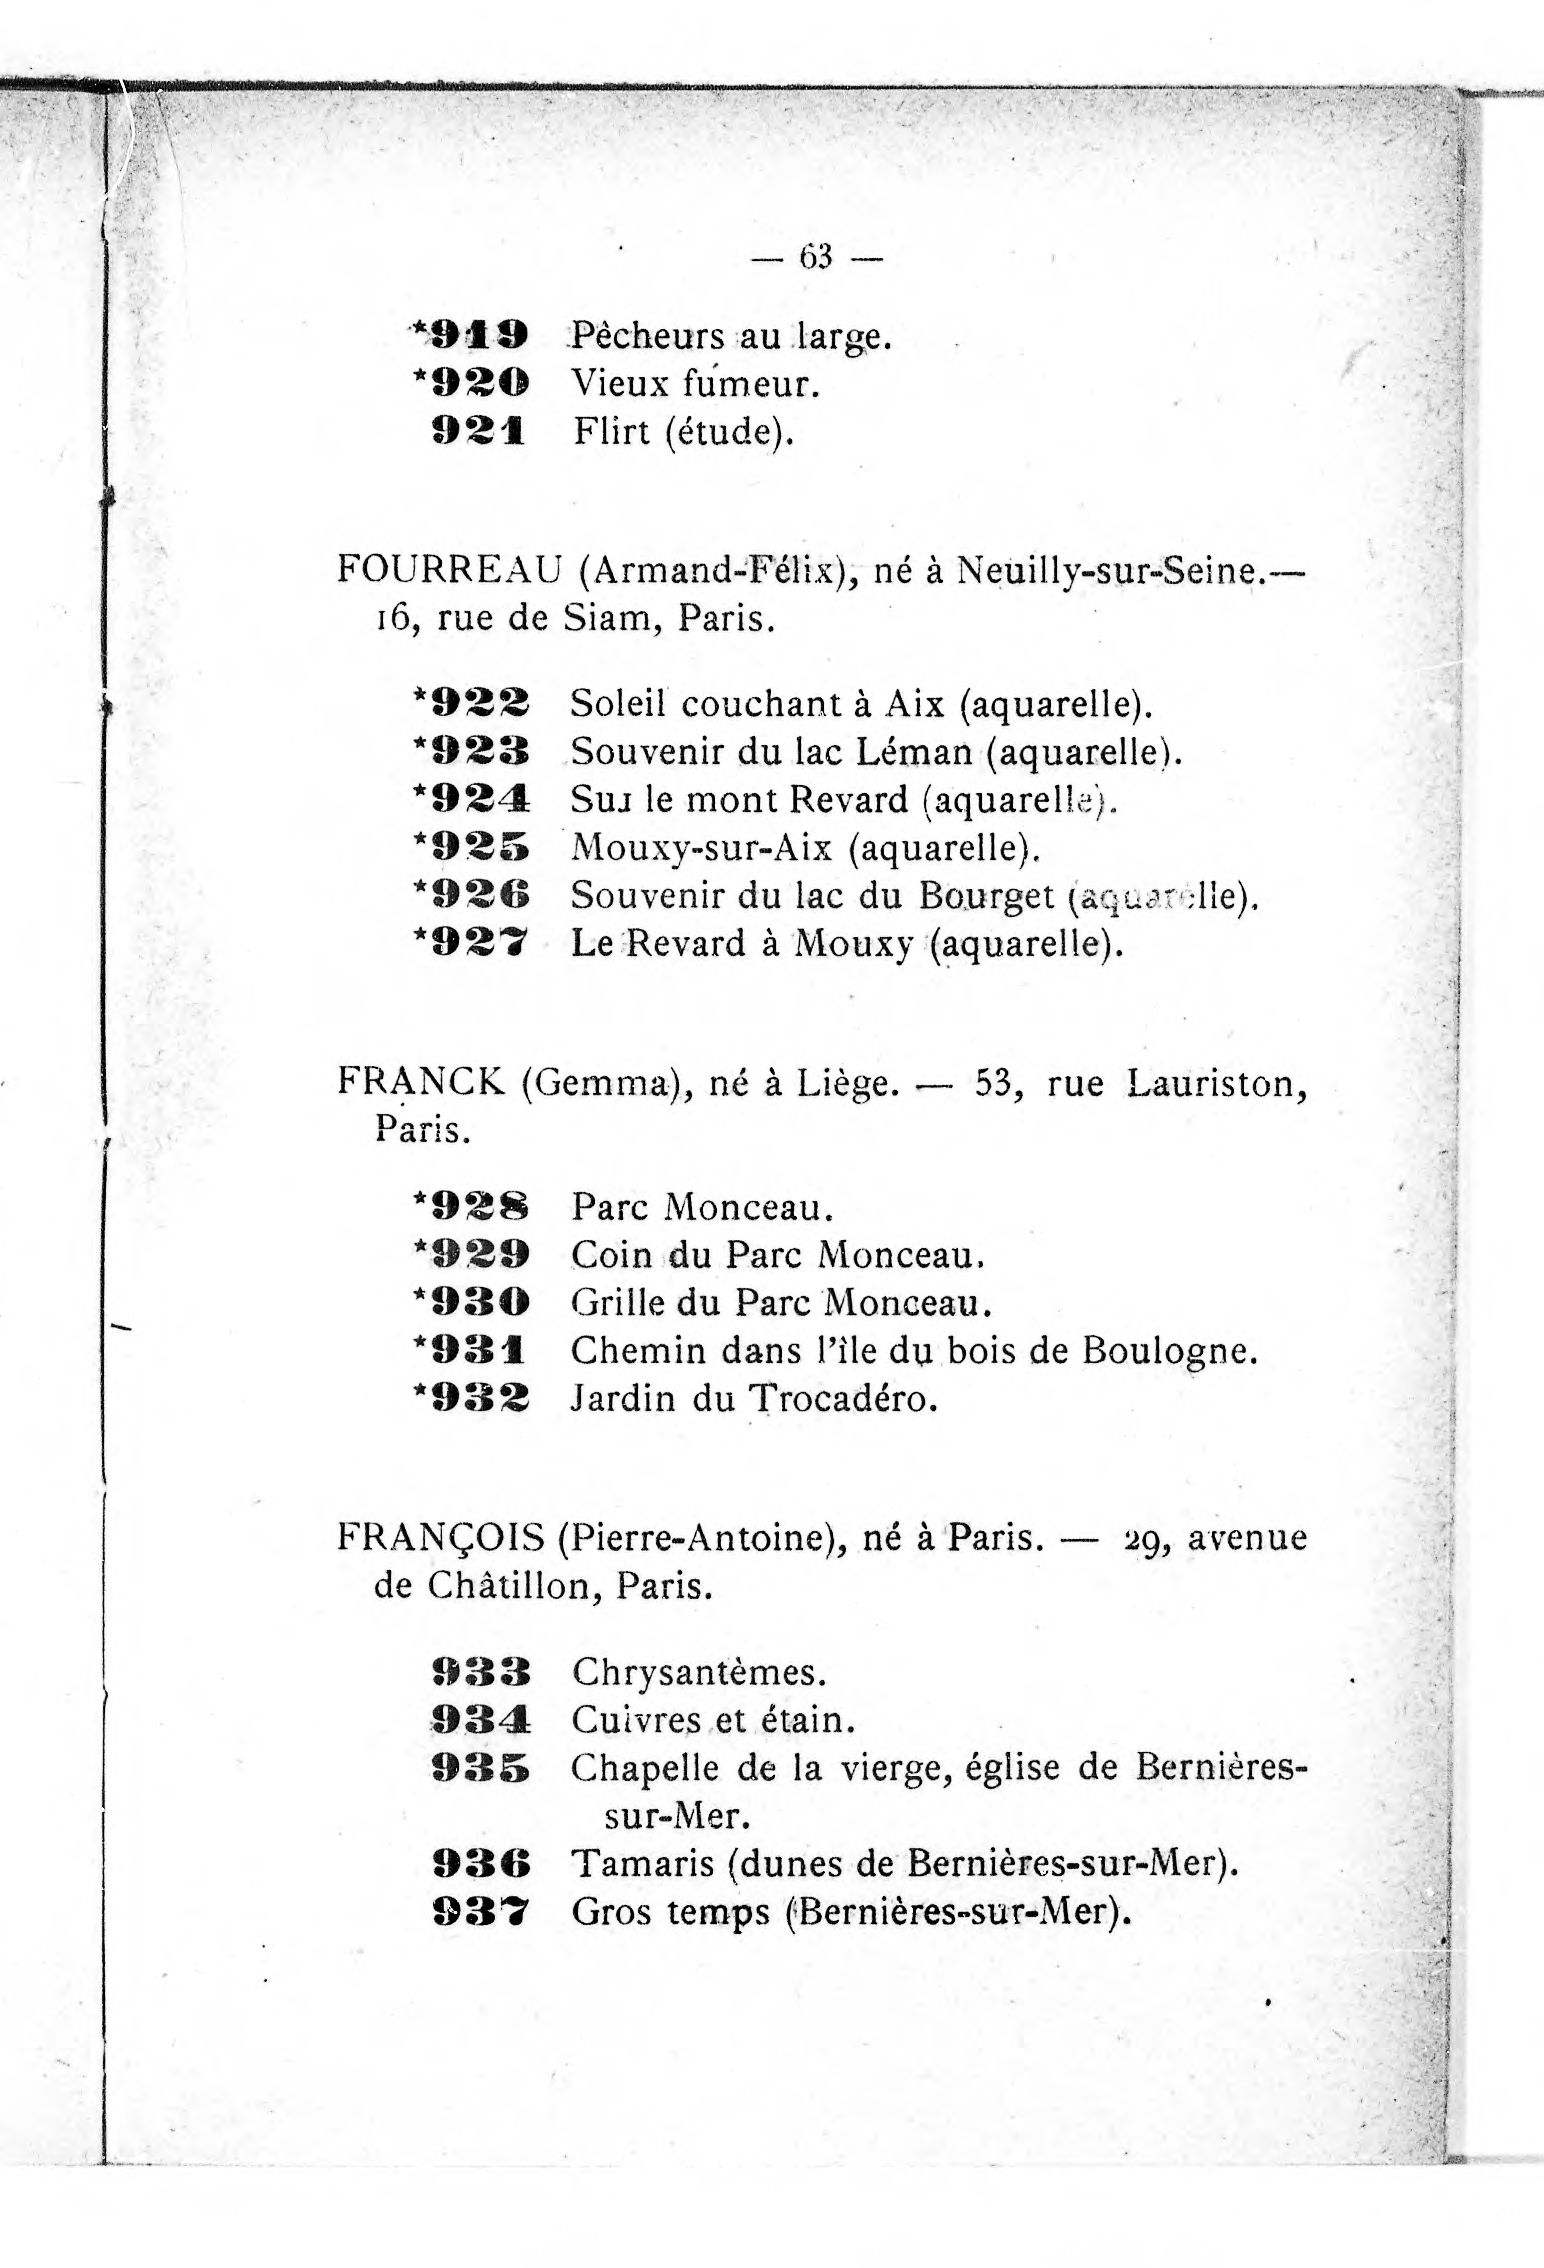 — 63 —
*919 Pêcheurs au large.
*920 Vieux fumeur.
921 Flirt (étude).
FOURREAU (Armand-Félix), né à Neuilly-sur-Seine.—
16, rue de Siam, Paris.
*922 Soleil couchant à Aix (aquarelle).
*923 Souvenir du lac Léman (aquarelle).
*924 Sur le mont Revard (aquarelle).
*925 Mouxy-sur-Aix (aquarelle).
*926 Souvenir du lac du Bourget (aquarelle).
*927 Le Revard à Mouxy (aquarelle).
FRANCK (Gemma), né à Liège. — 53, rue Lauriston,
Paris.
*928 Parc Monceau.
*929 Coin du Parc Monceau.
*930 Grille du Parc Monceau.
*931 Chemin dans l'île du bois de Boulogne.
*932 Jardin du Trocadéro.
FRANÇOIS (Pierre-Antoine), né à Paris. — 29, avenue
de Châtillon, Paris.
933 Chrysantèmes.
934 Cuivres et étain.
935 Chapelle de la vierge, église de Bernières-
sur-Mer.
936 Tamaris (dunes de Bernières-sur-Mer).
937 Gros temps (Bernières-sur-Mer).